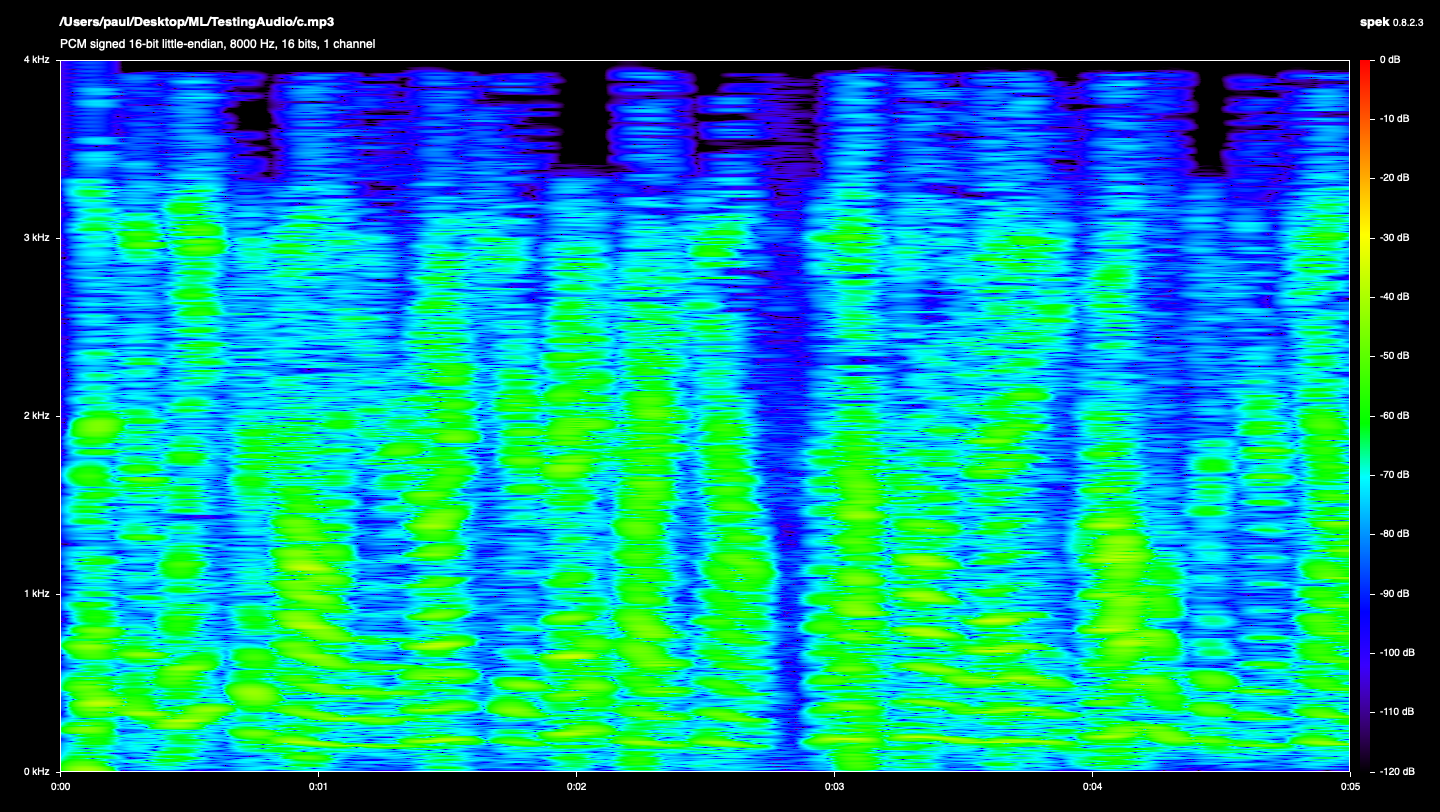 /Users/paul/Desktop/ML/TestingAudio/c.mp3
spek 0.8.2.3
PCM signed 16-bit little-endian, 8000 Hz, 16 bits, 1 channel
4 kHz
3 kHz
2 kHz
1 kHz
0 kHz
0:00
0:01
0:02
0:03
0:04
0:05
0 dB
-10 dB
-20 dB
-30 dB
-40 dB
-50 dB
-60 dB
-70 dB
-80 dB
-90 dB
-100 dB
-110 dB
-120 dB